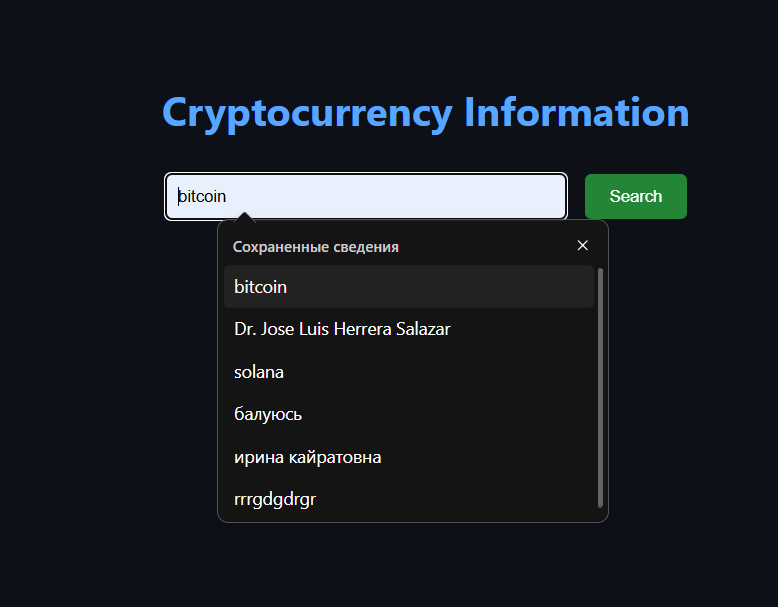 Cryptocurrency Information
bitcoin
Search
Сохраненные сведения
bitcoin
Dr. Jose Luis Herrera Salazar
solana
балуюсь
ирина кайратовна
rrrgdgdrgr